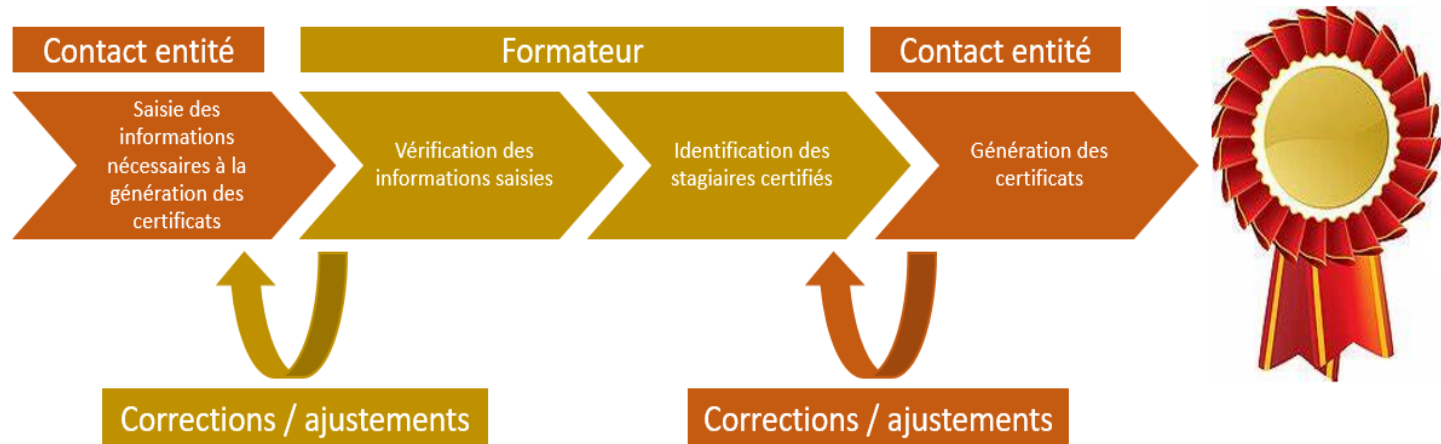 Contact entité
Formateur
Contact entité
Saisie des
informations
nécessaires à la
génération des
certificats
Vérification des
informations saisies
Identification des
stagiaires certifiés
Génération des
certificats
Corrections / ajustements
Corrections / ajustements